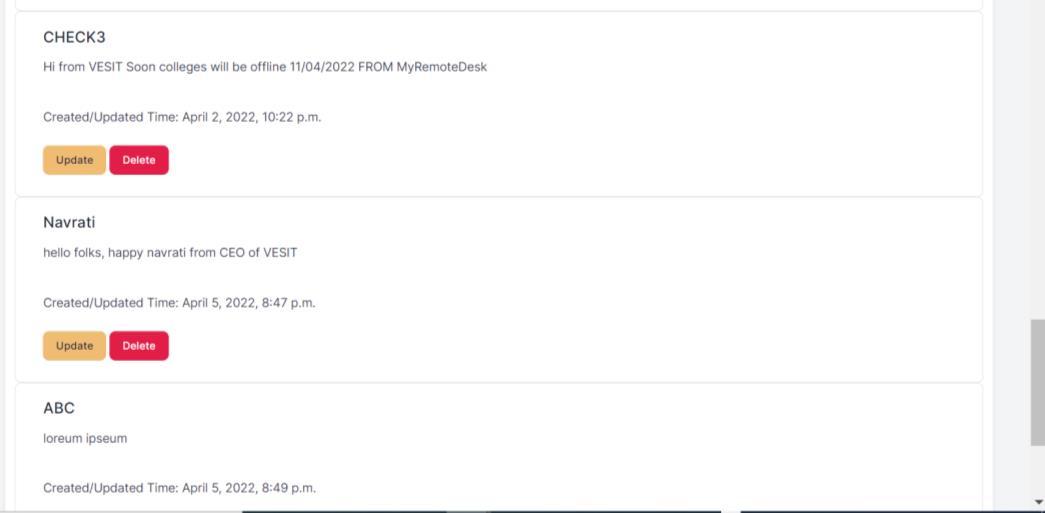 CHECK3
Hi from VESIT Soon colleges will be offline 11/04/2022 FROM MyRemoteDesk
Created/Updated Time: April 2, 2022, 10:22 p.m.
Update Delete
Navrati
hello folks, happy navrati from CEO of VESIT
Created/Updated Time: April 5, 2022, 8:47 p.m.
Update Delete
ABC
loreum ipseum
Created/Updated Time: April 5, 2022, 8:49 p.m.